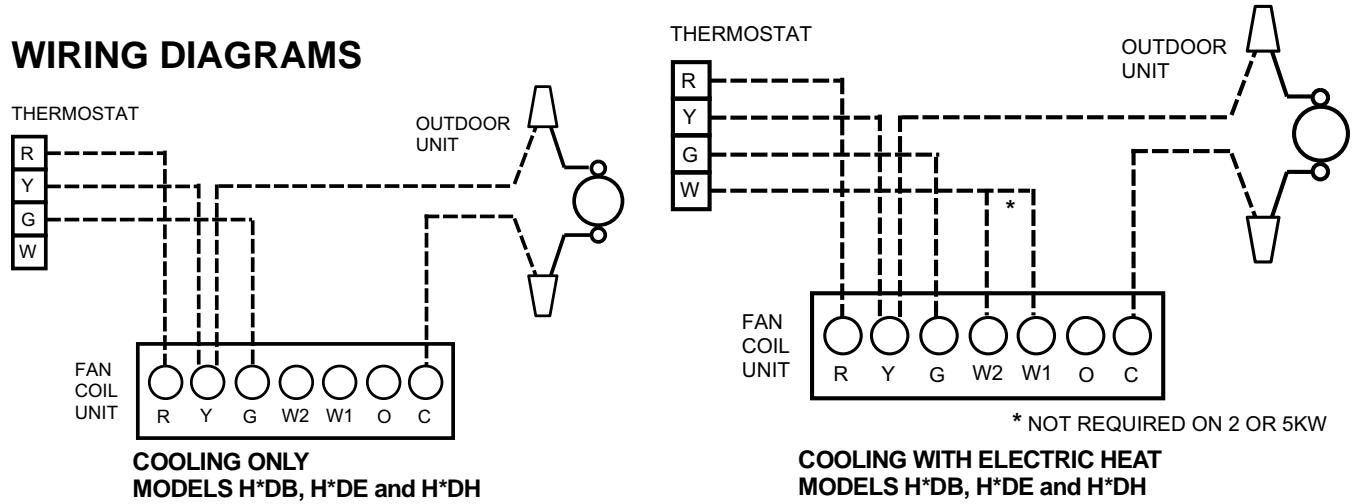 WIRING DIAGRAMS
THERMOSTAT
R
Y
G
W
OUTDOOR
UNIT
FAN
COIL
UNIT
R Y G W2 W1 O C
COOLING ONLY
MODELS H*DB, H*DE and H*DH
THERMOSTAT
R
Y
G
W
OUTDOOR
UNIT
*
FAN
COIL
UNIT
R Y G W2 W1 O C
* NOT REQUIRED ON 2 OR 5KW
COOLING WITH ELECTRIC HEAT
MODELS H*DB, H*DE and H*DH